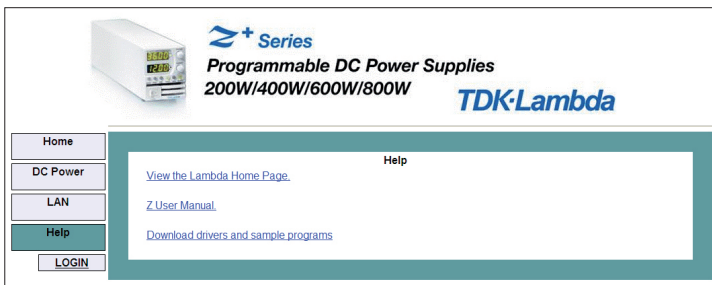 Z+ Series
Programmable DC Power Supplies
200W/400W/600W/800W
TDK·Lambda
Home
DC Power
LAN
Help
LOGIN
Help
View the Lambda Home Page.
Z User Manual.
Download drivers and sample programs